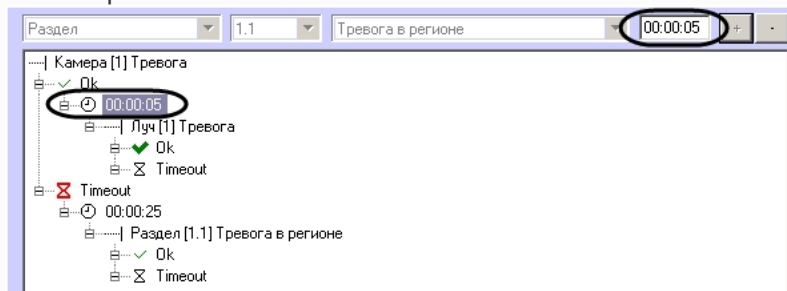 Раздел 1.1 Тревога в регионе 00:00:05 + -
Камера [1] Тревога
Ok
00:00:05
Луч [1] Тревога
Ok
Timeout
Timeout
00:00:25
Раздел [1.1] Тревога в регионе
Ok
Timeout